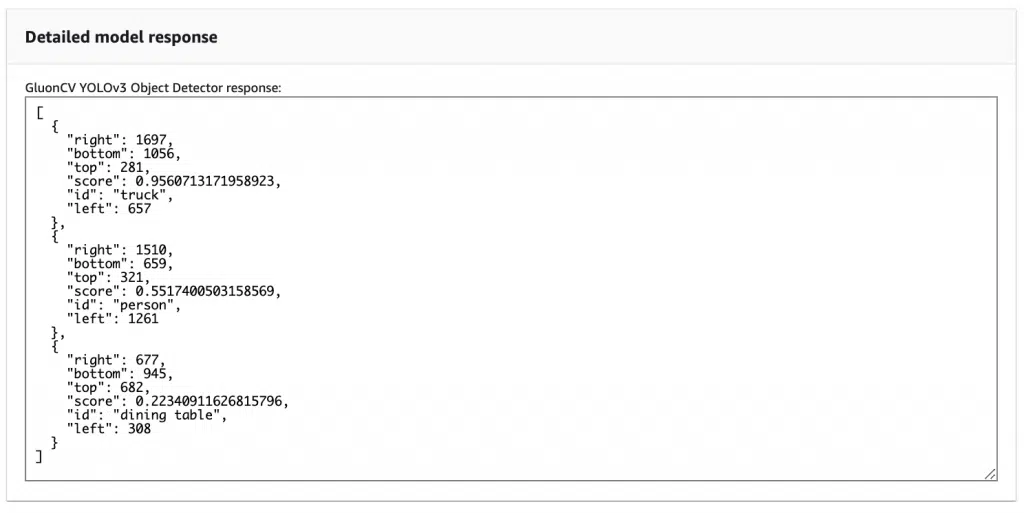 Detailed model response
GluonCV YOLOv3 Object Detector response:
[
  {
    "right": 1697,
    "bottom": 1056,
    "top": 281,
    "score": 0.9560713171958923,
    "id": "truck",
    "left": 657
  },
  {
    "right": 1510,
    "bottom": 659,
    "top": 321,
    "score": 0.5517400503158569,
    "id": "person",
    "left": 1261
  },
  {
    "right": 677,
    "bottom": 945,
    "top": 682,
    "score": 0.22340911626815796,
    "id": "dining table",
    "left": 308
  }
]